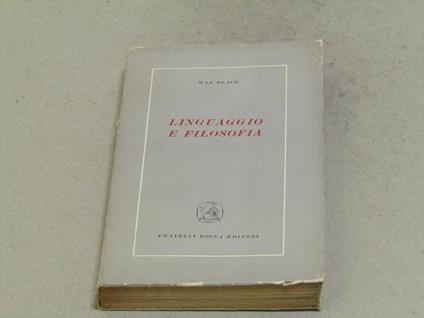 MAX BLACK
LINGUAGGIO
E FILOSOFIA
FRATELLI BOCCA EDITORI